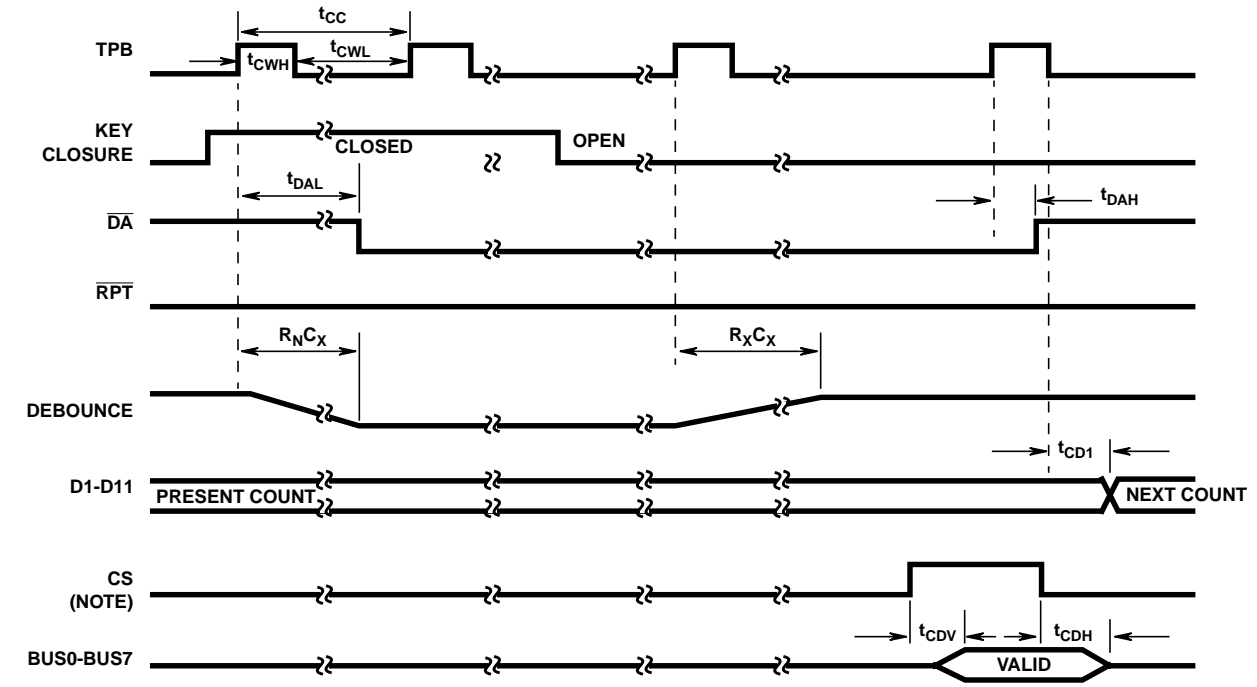 tCC
TPB
tCWH
tCWL
KEY
CLOSURE
CLOSED
OPEN
tDAL
tDAH
DA
RPT
RNCX
RXCX
DEBOUNCE
tCD1
D1-D11
PRESENT COUNT
NEXT COUNT
CS
(NOTE)
tCDV
tCDH
BUS0-BUS7
VALID